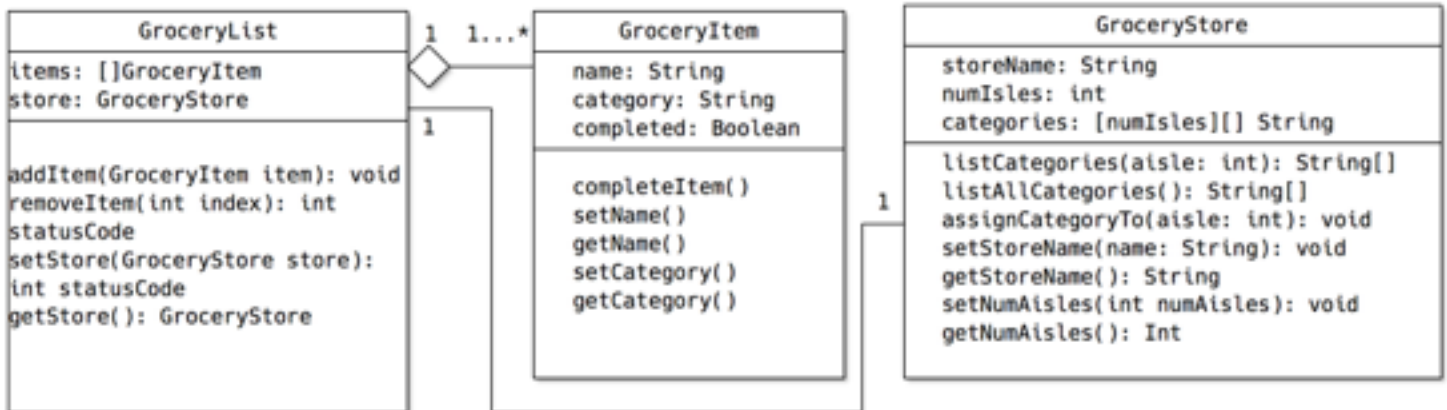 GroceryList
items: []GroceryItem
store: GroceryStore
addItem(GroceryItem item): void
removeItem(int index): int
statusCode
setStore(GroceryStore store):
int statusCode
getStore(): GroceryStore
1
1...*
1
GroceryItem
name: String
category: String
completed: Boolean
completeItem()
setName()
getName()
setCategory()
getCategory()
1
GroceryStore
storeName: String
numIsles: int
categories: [numIsles][] String
listCategories(aisle: int): String[]
listAllCategories(): String[]
assignCategoryTo(aisle: int): void
setStoreName(name: String): void
getStoreName(): String
setNumAisles(int numAisles): void
getNumAisles(): Int